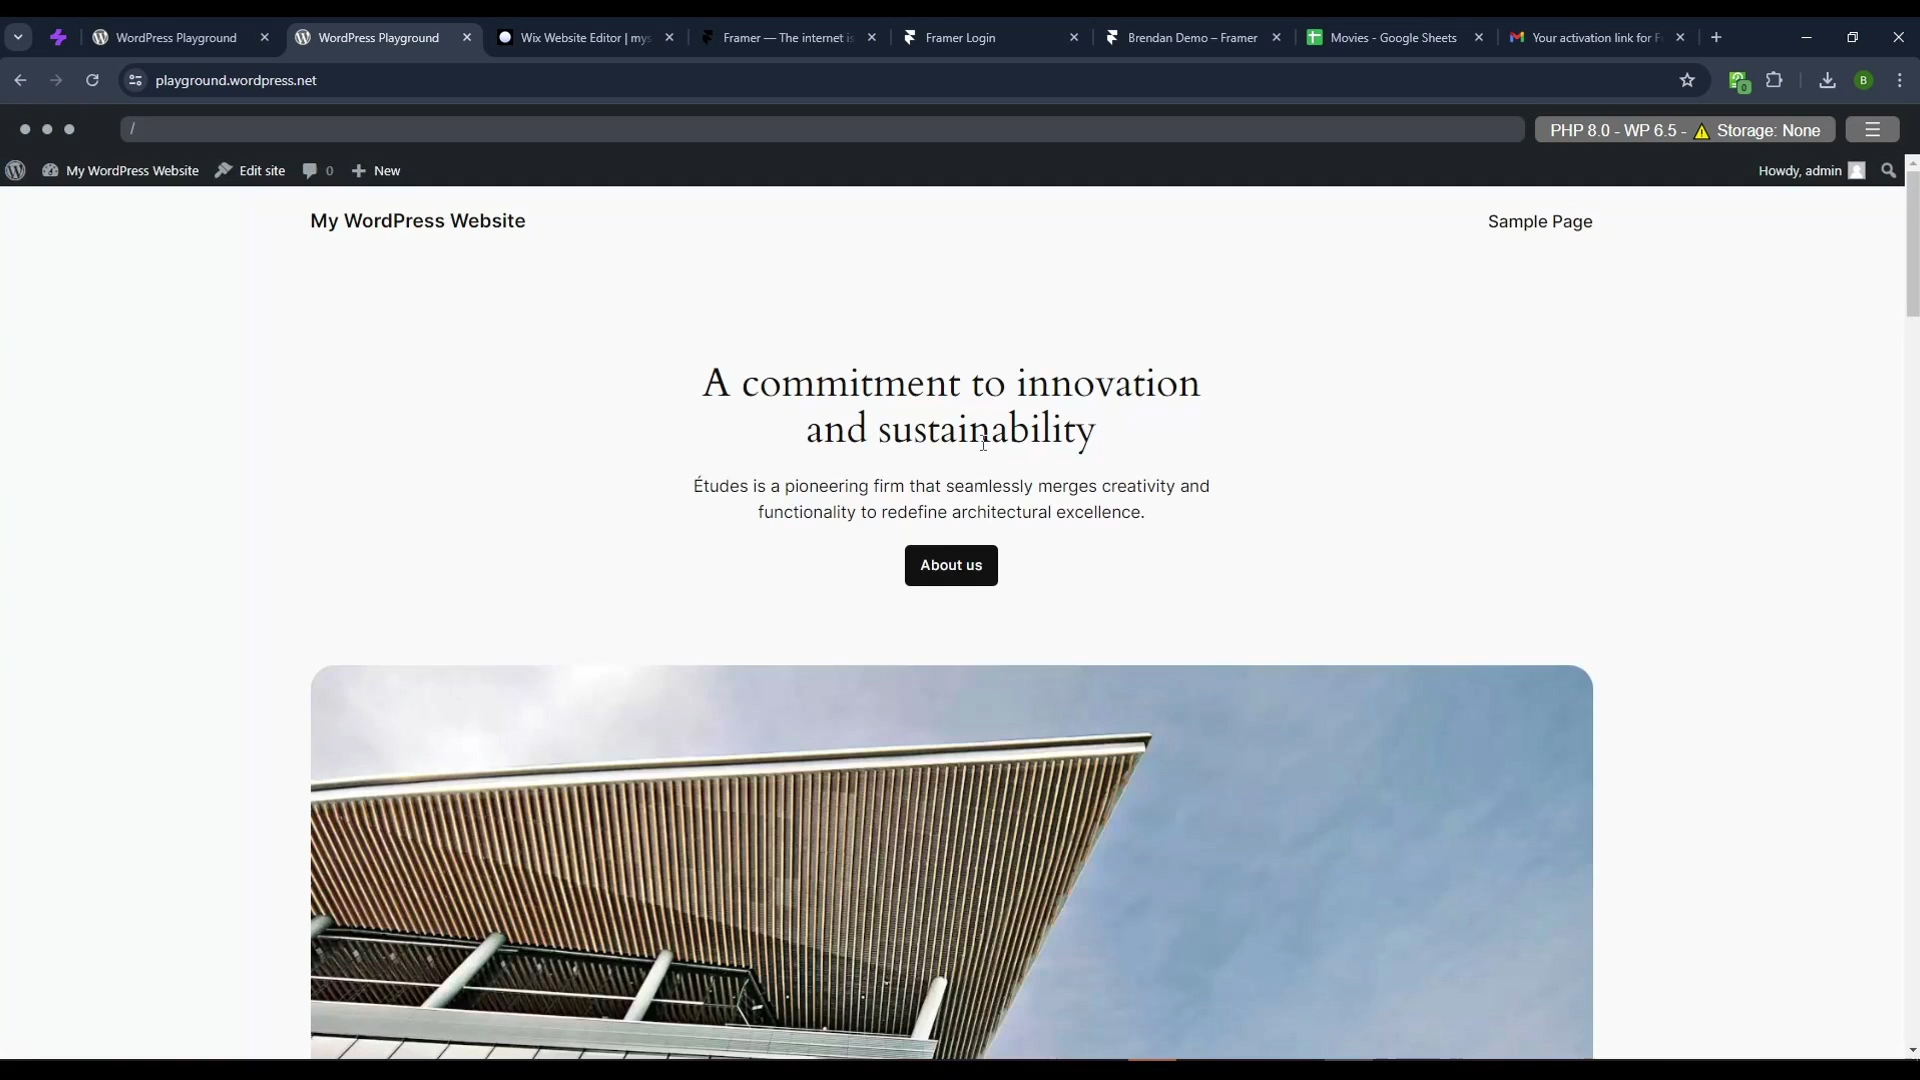 WordPress Playground
WordPress Playground
Wix Website Editor | mys
Framer — The internet is
Framer Login
Brendan Demo – Framer
Movies - Google Sheets
Your activation link for F
playground.wordpress.net
0
B
/
PHP 8.0 - WP 6.5 - Storage: None
My WordPress Website
Edit site
0
New
Howdy, admin
My WordPress Website
Sample Page
A commitment to innovation
and sustainability
Études is a pioneering firm that seamlessly merges creativity and
functionality to redefine architectural excellence.
About us